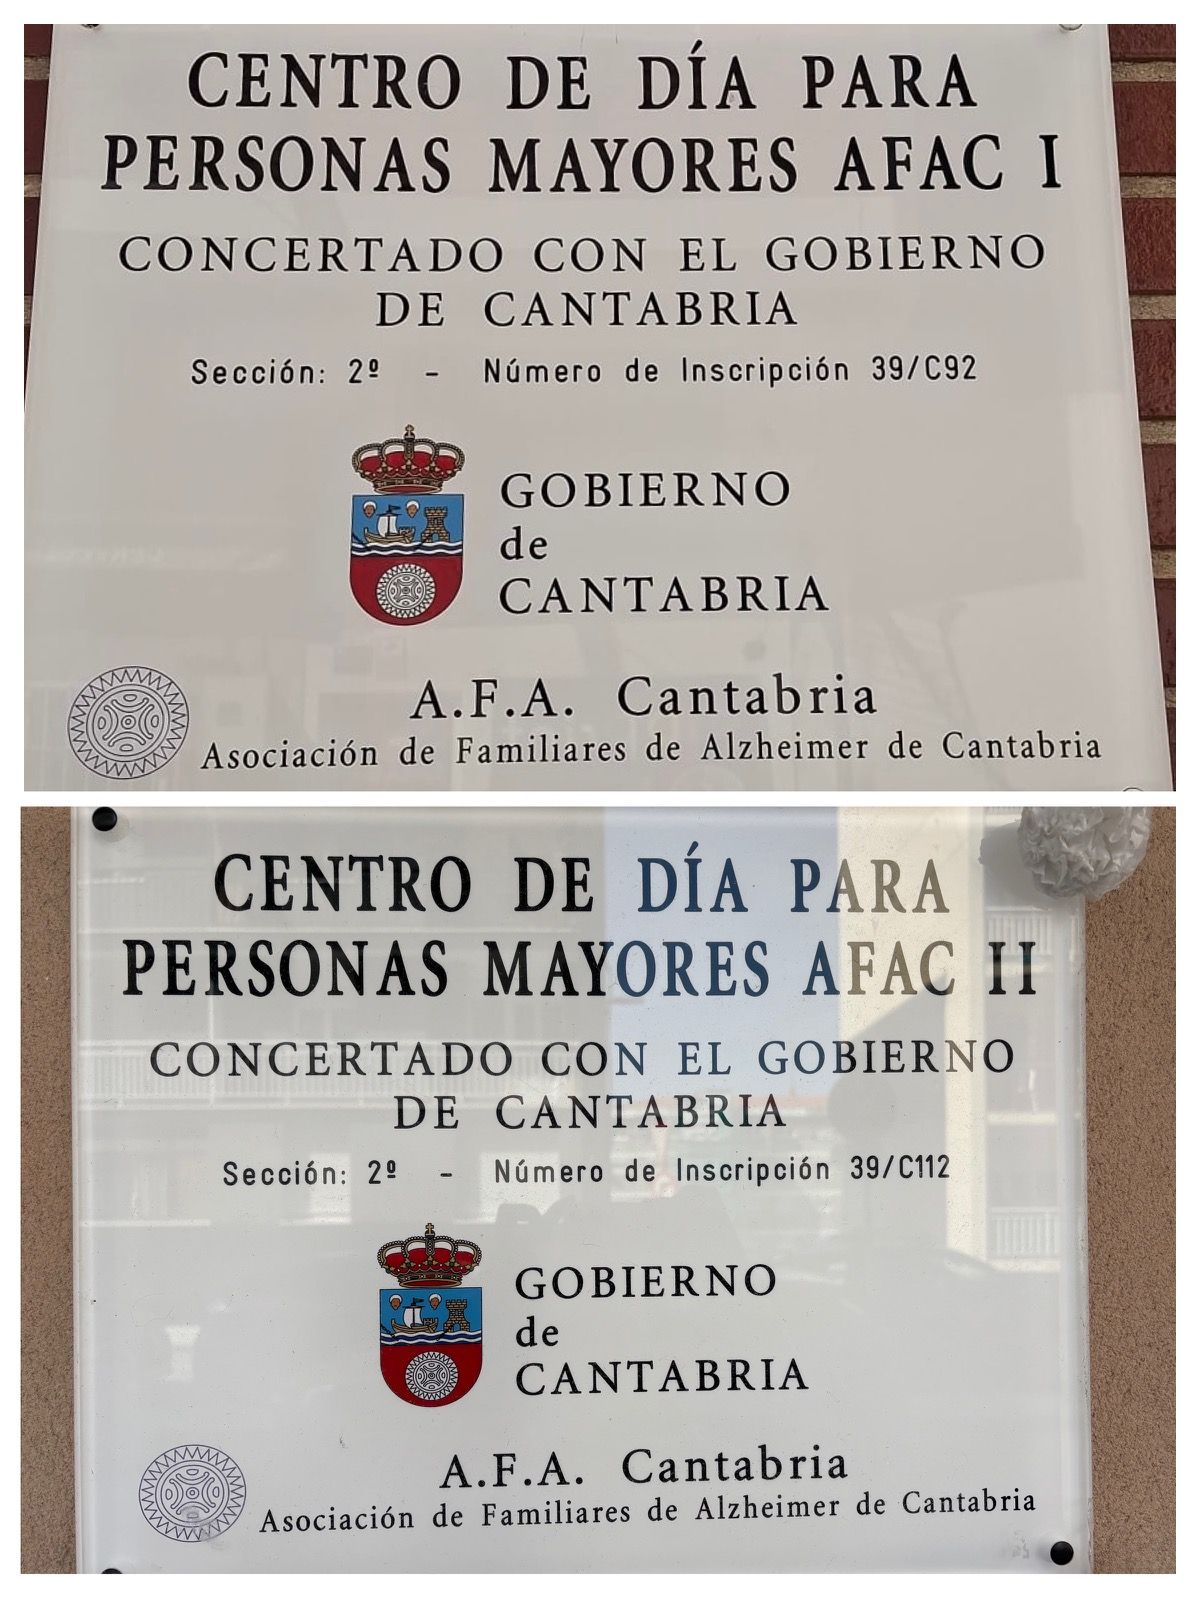 CENTRO DE DÍA PARA
PERSONAS MAYORES AFAC I
CONCERTADO CON EL GOBIERNO
DE CANTABRIA
Sección: 2º - Número de Inscripción 39/C92
GOBIERNO
de
CANTABRIA
A.F.A. Cantabria
Asociación de Familiares de Alzheimer de Cantabria
CENTRO DE DÍA PARA
PERSONAS MAYORES AFAC II
CONCERTADO CON EL GOBIERNO
DE CANTABRIA
Sección: 2º - Número de Inscripción 39/C112
GOBIERNO
de
CANTABRIA
A.F.A. Cantabria
Asociación de Familiares de Alzheimer de Cantabria